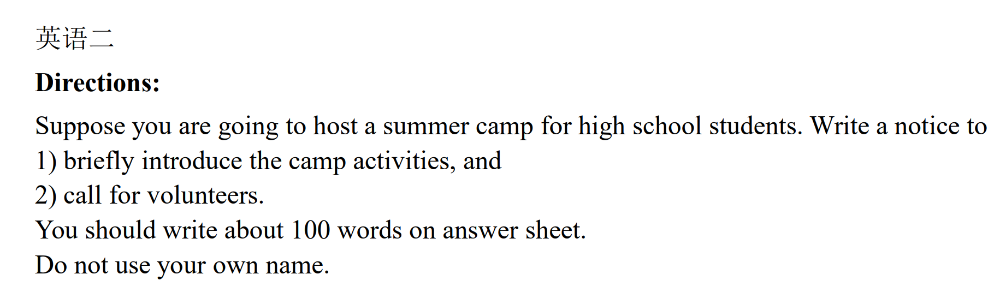 英语二
Directions:
Suppose you are going to host a summer camp for high school students. Write a notice to
1) briefly introduce the camp activities, and
2) call for volunteers.
You should write about 100 words on answer sheet.
Do not use your own name.